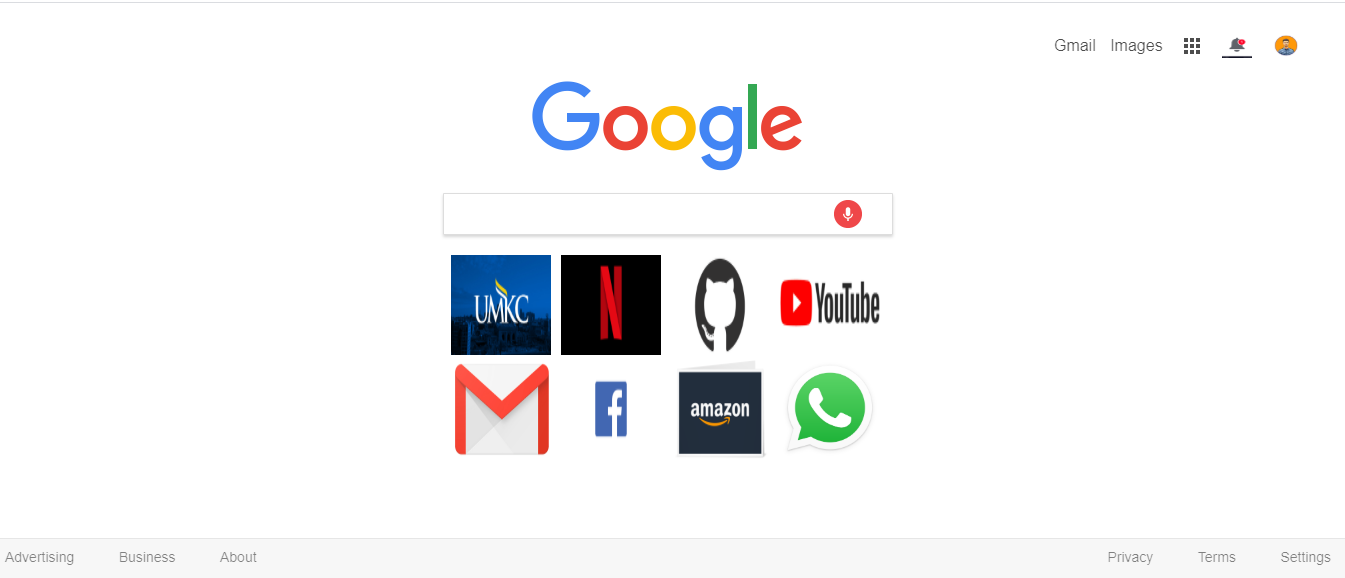 Gmail Images
Google
UMKC
N
YouTube
f
amazon
Advertising Business About Privacy Terms Settings